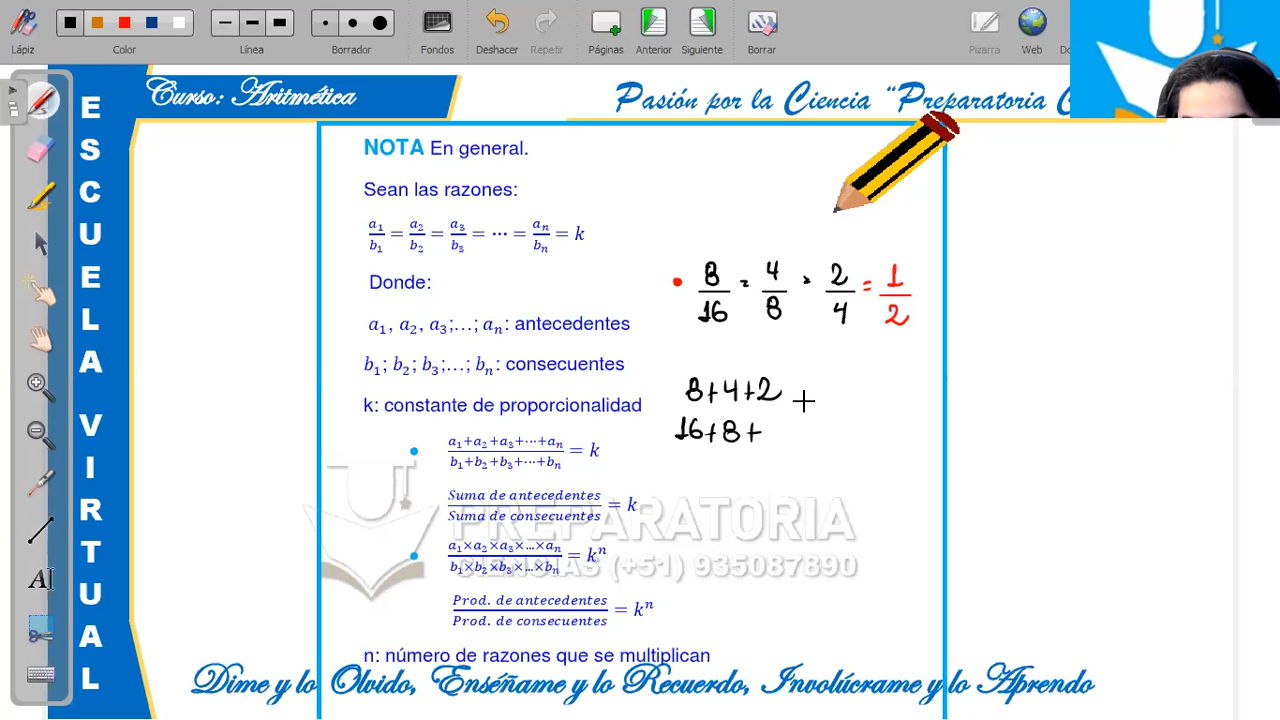 Lápiz
Color
Línea
Borrador
Fondos
Deshacer
Repetir
Páginas
Anterior
Siguiente
Borrar
Pizarra
Web
Curso: Aritmética
Pasión por la Ciencia "Preparatoria C
ESCUELA VIRTUAL
NOTA En general.
Sean las razones:
a₁/b₁ = a₂/b₂ = a₃/b₃ = ⋯ = aₙ/bₙ = k
Donde:
a₁, a₂, a₃;…; aₙ: antecedentes
b₁; b₂; b₃;…; bₙ: consecuentes
k: constante de proporcionalidad
• (a₁+a₂+a₃+⋯+aₙ)/(b₁+b₂+b₃+⋯+bₙ) = k
Suma de antecedentes/Suma de consecuentes = k
• (a₁×a₂×a₃×…×aₙ)/(b₁×b₂×b₃×…×bₙ) = kⁿ
Prod. de antecedentes/Prod. de consecuentes = kⁿ
n: número de razones que se multiplican
• 8/16 = 4/8 = 2/4 = 1/2
8+4+2
16+8+
PREPARATORIA
CIENCIAS (+51) 935087890
Dime y lo Olvido, Enséñame y lo Recuerdo, Involúcrame y lo Aprendo